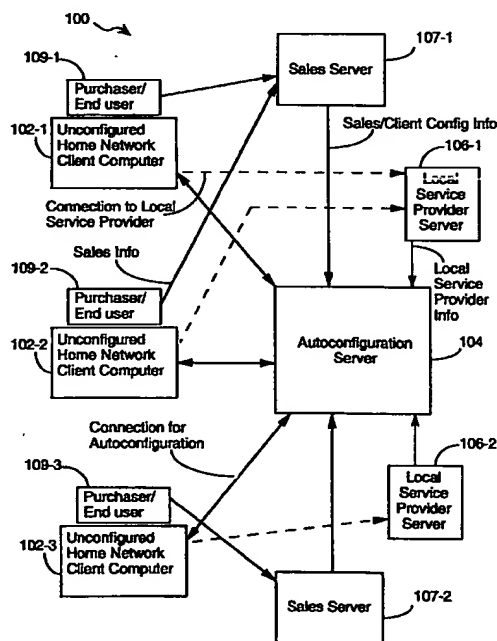 100
109-1
107-1
Purchaser/
End user
Sales Server
Unconfigured
Home Network
Client Computer
102-1
Sales/Client Config Info
106-1
Local
Service
Provider
Server
Connection to Local
Service Provider
Sales Info
109-2
Purchaser/
End user
Local
Service
Provider
Info
Unconfigured
Home Network
Client Computer
102-2
Autoconfiguration
Server
104
Connection for
Autoconfiguration
106-2
109-3
Purchaser/
End user
Local
Service
Provider
Server
Unconfigured
Home Network
Client Computer
102-3
Sales Server
107-2